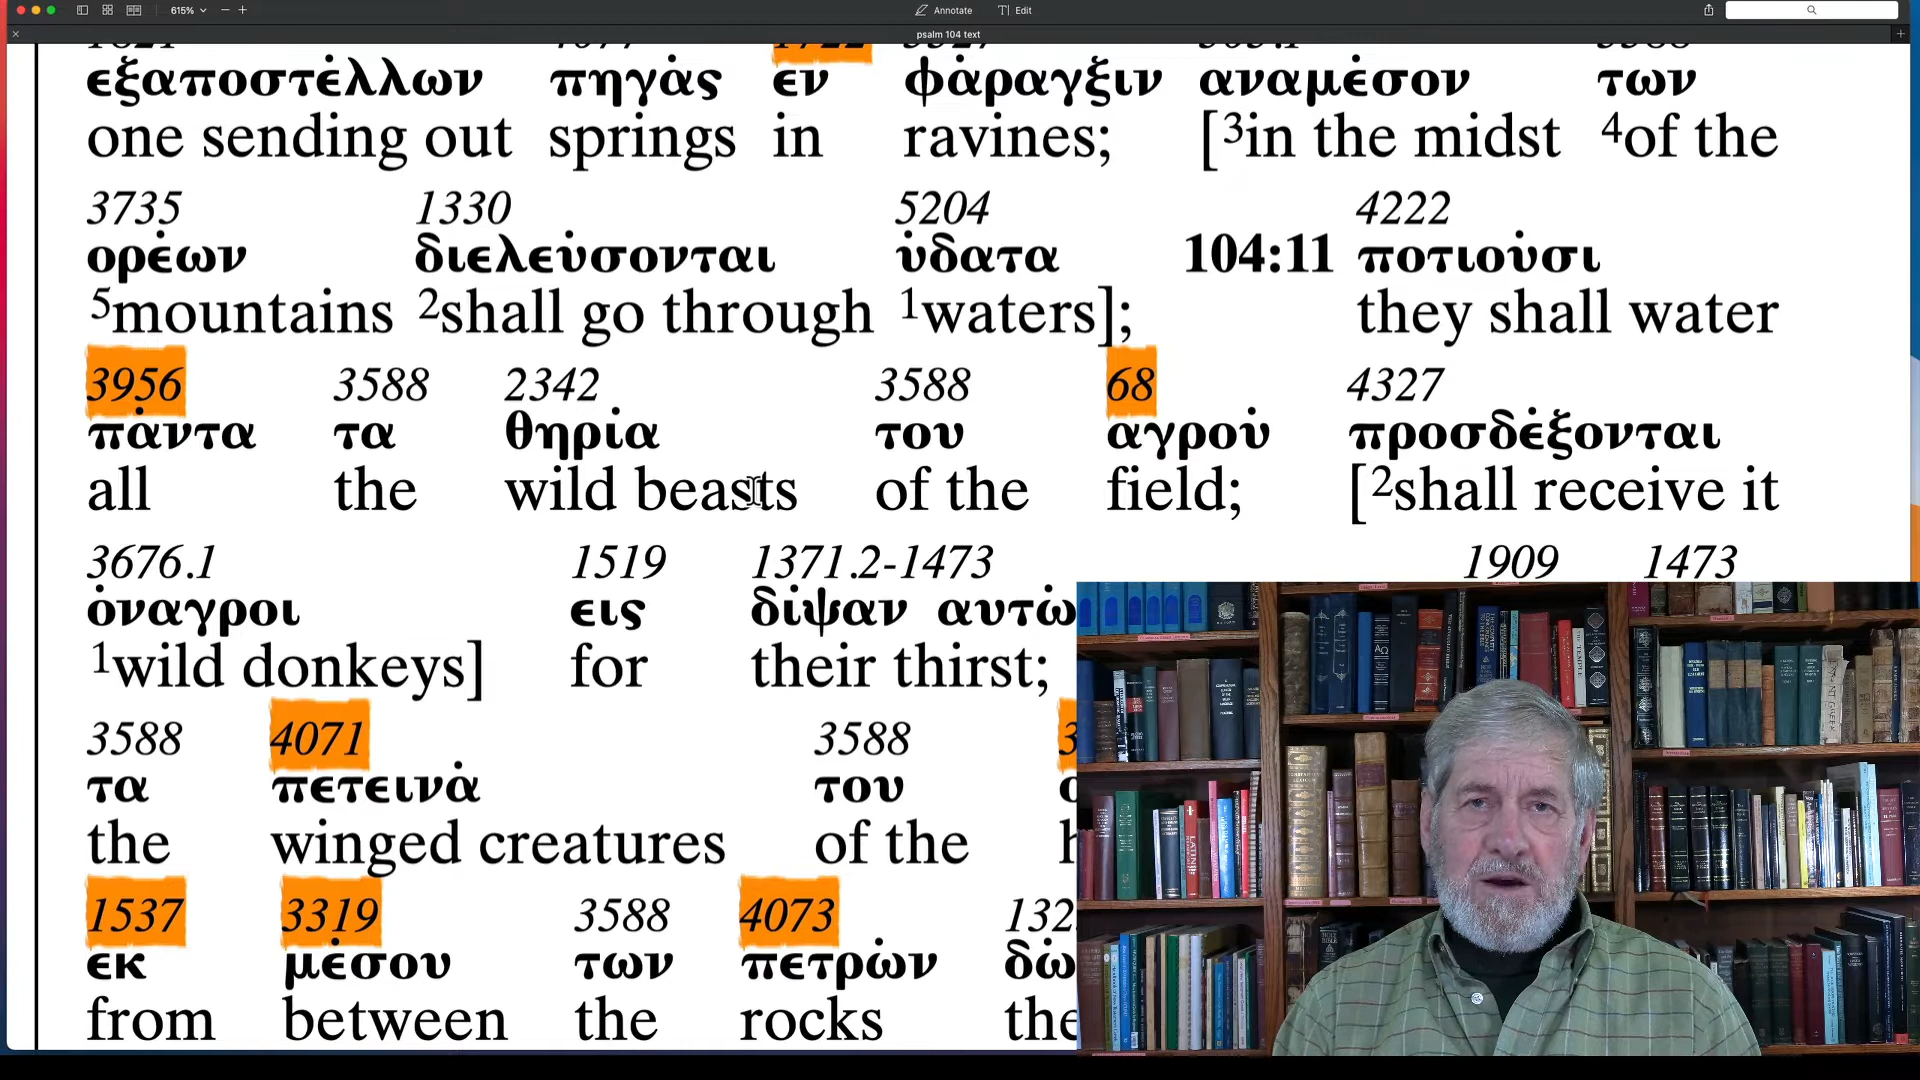 615%
Annotate
Edit
psalm 104 text
εξαποστέλλων πηγάς εν φάραγξιν αναμέσον των
one sending out springs in ravines; [³in the midst ⁴of the
3735 1330 5204 4222
ορέων διελεύσονται ύδατα 104:11 ποτιούσι
⁵mountains ²shall go through ¹waters]; they shall water
3956 3588 2342 3588 68 4327
πάντα τα θηρία του αγρού προσδέξονται
all the wild beasts of the field; [²shall receive it
3676.1 1519 1371.2-1473 1909 1473
όναγροι εις δίψαν
¹wild donkeys] for their thirst;
3588 4071 3588
τα πετεινά του
the winged creatures of the
1537 3319 3588 4073
εκ μέσου των πετρών
from between the rocks